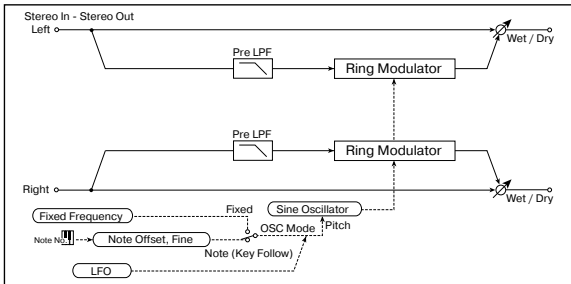 Stereo In - Stereo Out
Left
Wet / Dry
Pre LPF
Ring Modulator
Pre LPF
Ring Modulator
Right
Wet / Dry
Fixed Frequency
Fixed
Sine Oscillator
OSC Mode
Pitch
Note No.
Note Offset, Fine
Note (Key Follow)
LFO